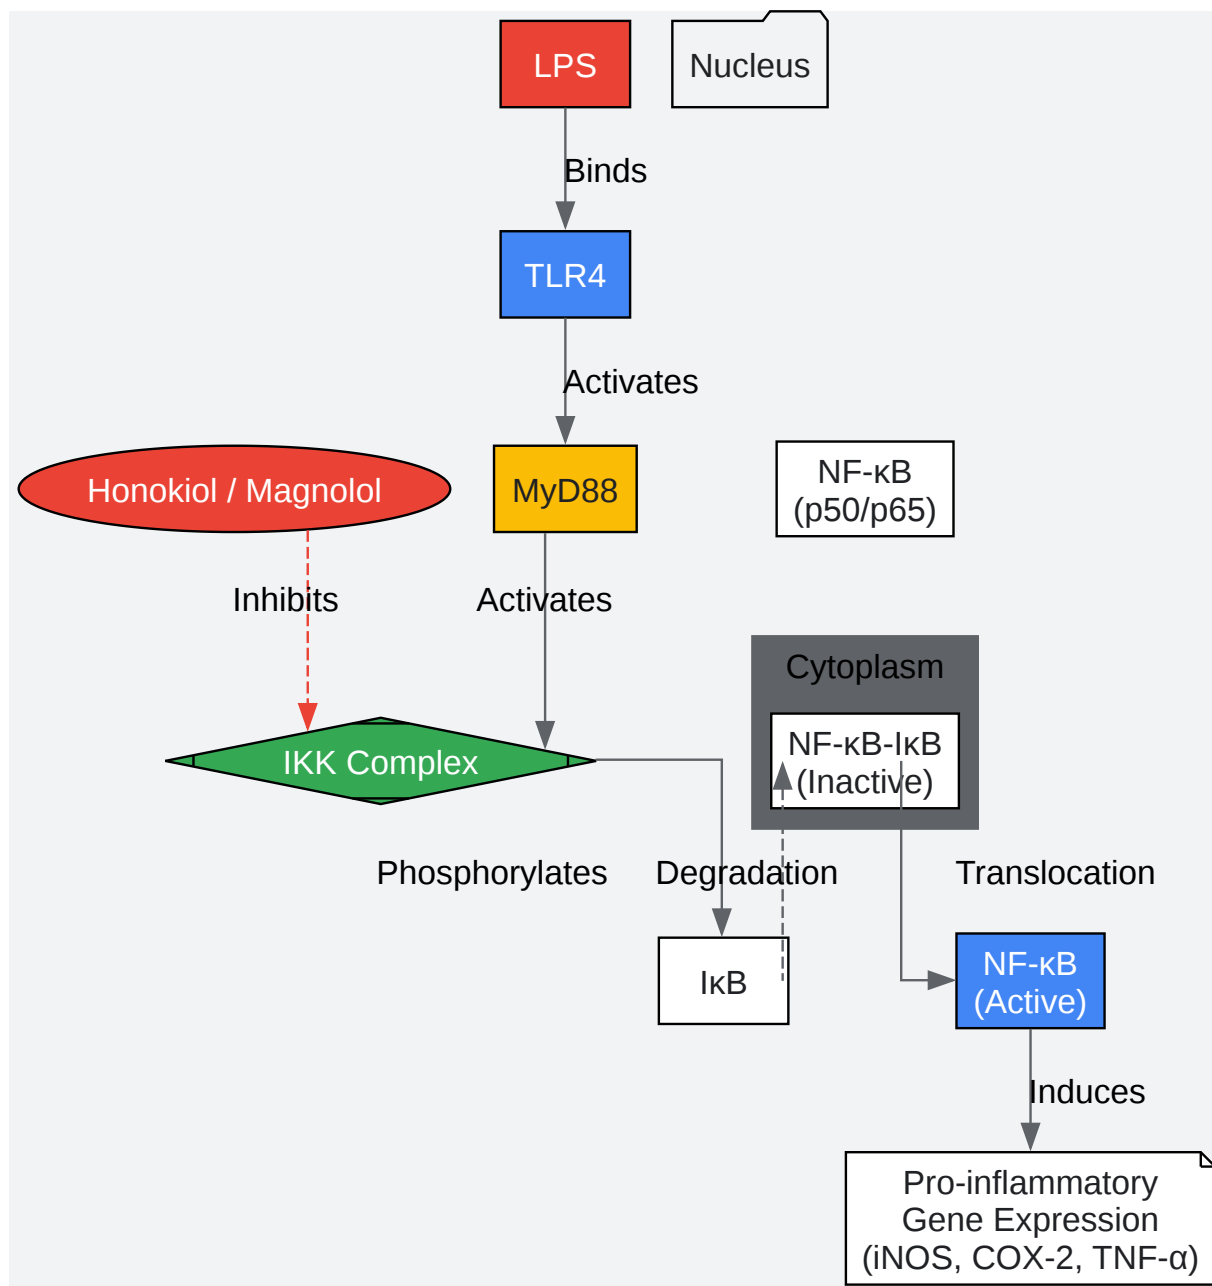 LPS
Nucleus
Binds
TLR4
Activates
Honokiol / Magnolol
MyD88
NF-κB
(p50/p65)
Inhibits
Activates
Cytoplasm
IKK Complex
NF-κB-IκB
(Inactive)
Phosphorylates
Degradation
Translocation
IκB
NF-κB
(Active)
Induces
Pro-inflammatory
Gene Expression
(iNOS, COX-2, TNF-α)